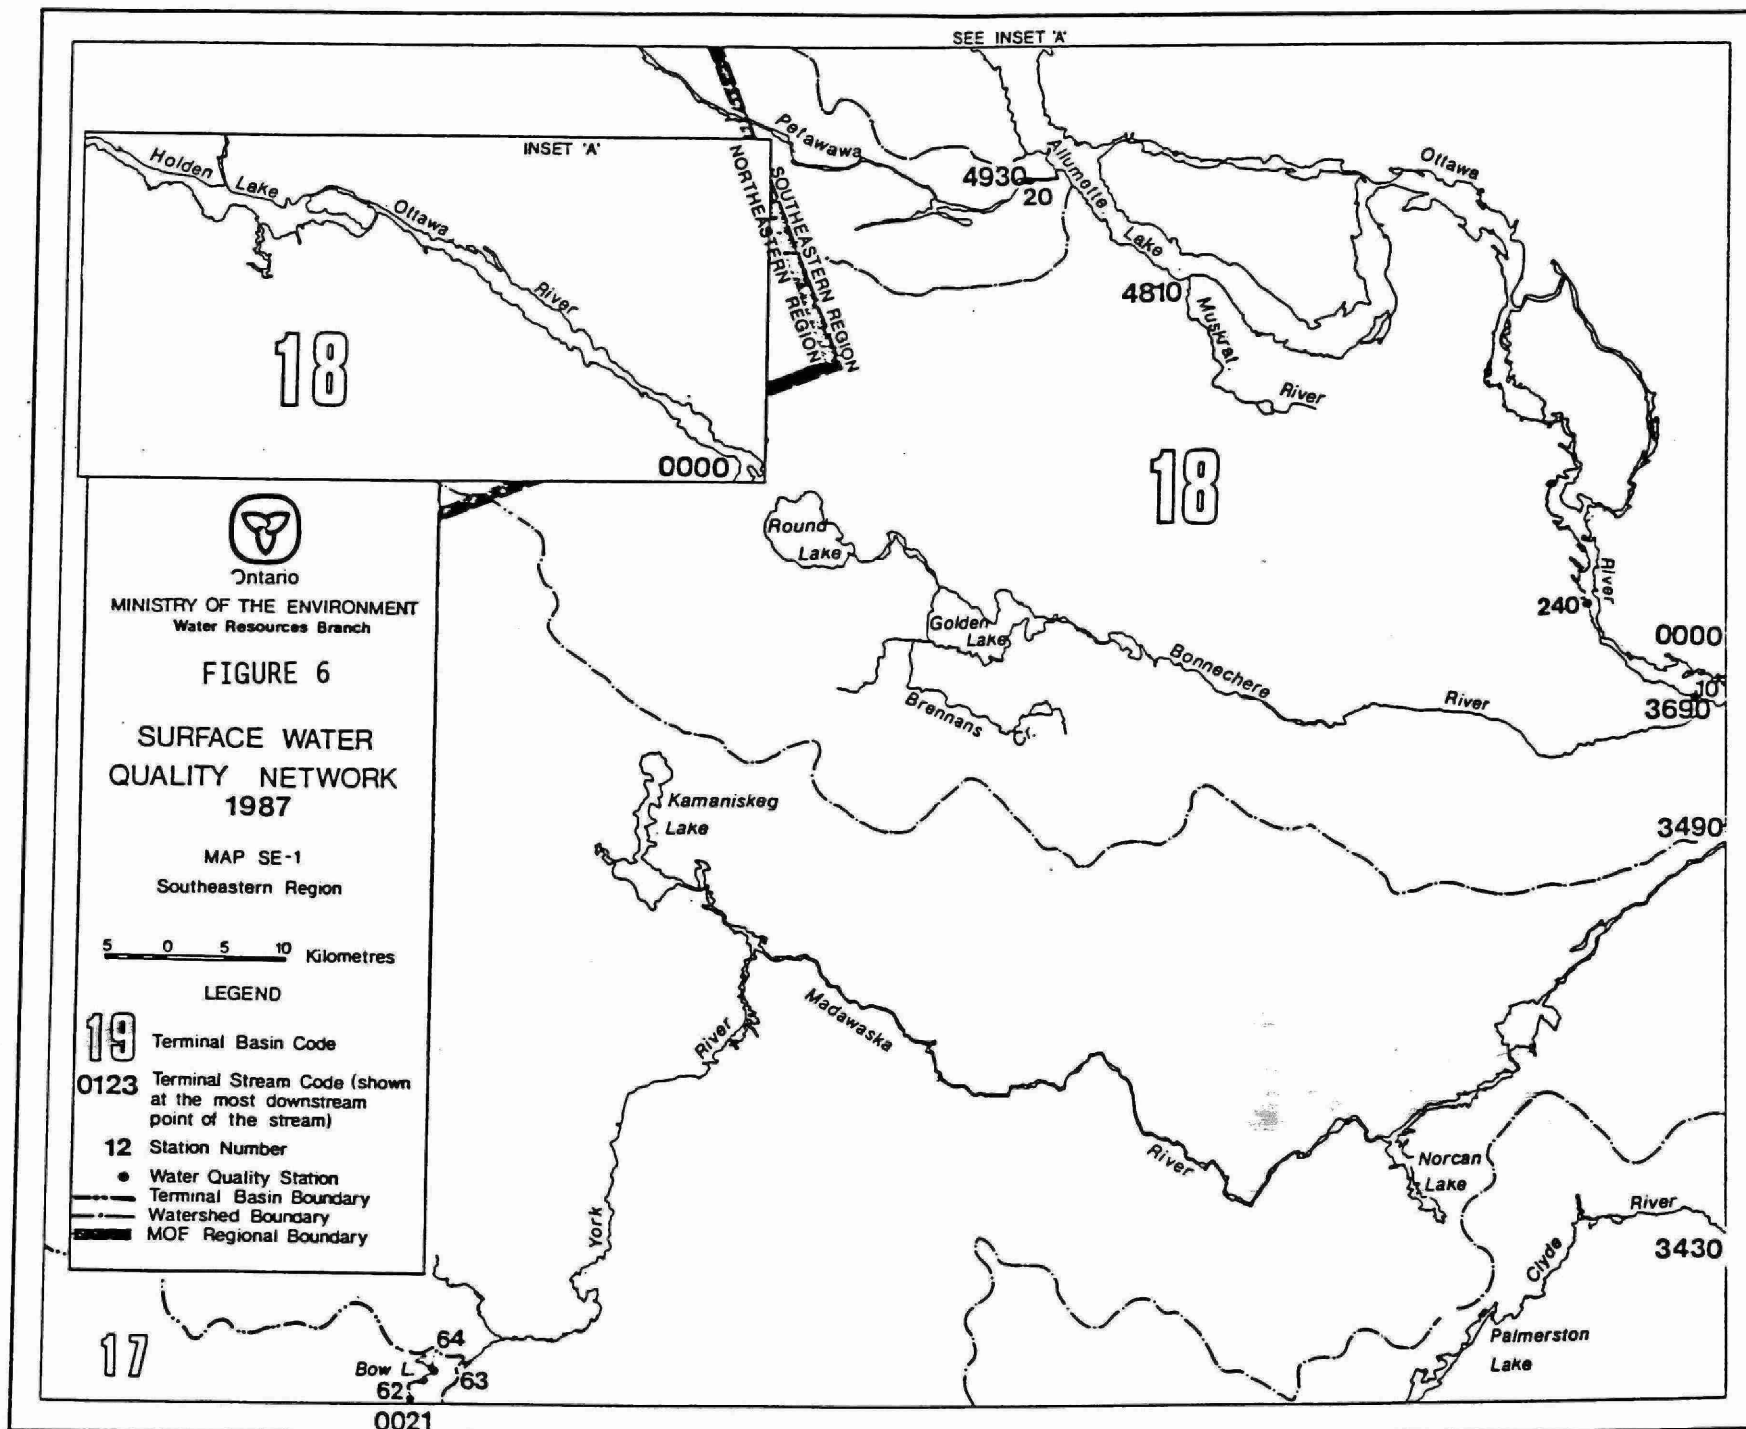 SEE INSET 'A'
INSET 'A'
Holden
Lake
Ottawa
River
18
0000
Petawawa
NORTHEASTERN REGION
SOUTHEASTERN REGION
4930
20
Allumette
Lake
Ottawa
4810
Muskrat
River
18
Round
Lake
Golden
Lake
Bonnechere
River
Brennans
Cr.
River
240
0000
10
3690
Ontario
MINISTRY OF THE ENVIRONMENT
Water Resources Branch
FIGURE 6
SURFACE WATER
QUALITY NETWORK
1987
MAP SE-1
Southeastern Region
5 0 5 10 Kilometres
LEGEND
19 Terminal Basin Code
0123 Terminal Stream Code (shown
at the most downstream
point of the stream)
12 Station Number
Water Quality Station
Terminal Basin Boundary
Watershed Boundary
MOE Regional Boundary
Kamaniskeg
Lake
3490
Madawaska
River
River
York
Norcan
Lake
River
3430
Clyde
Palmerston
Lake
17
64
Bow L.
63
62
0021